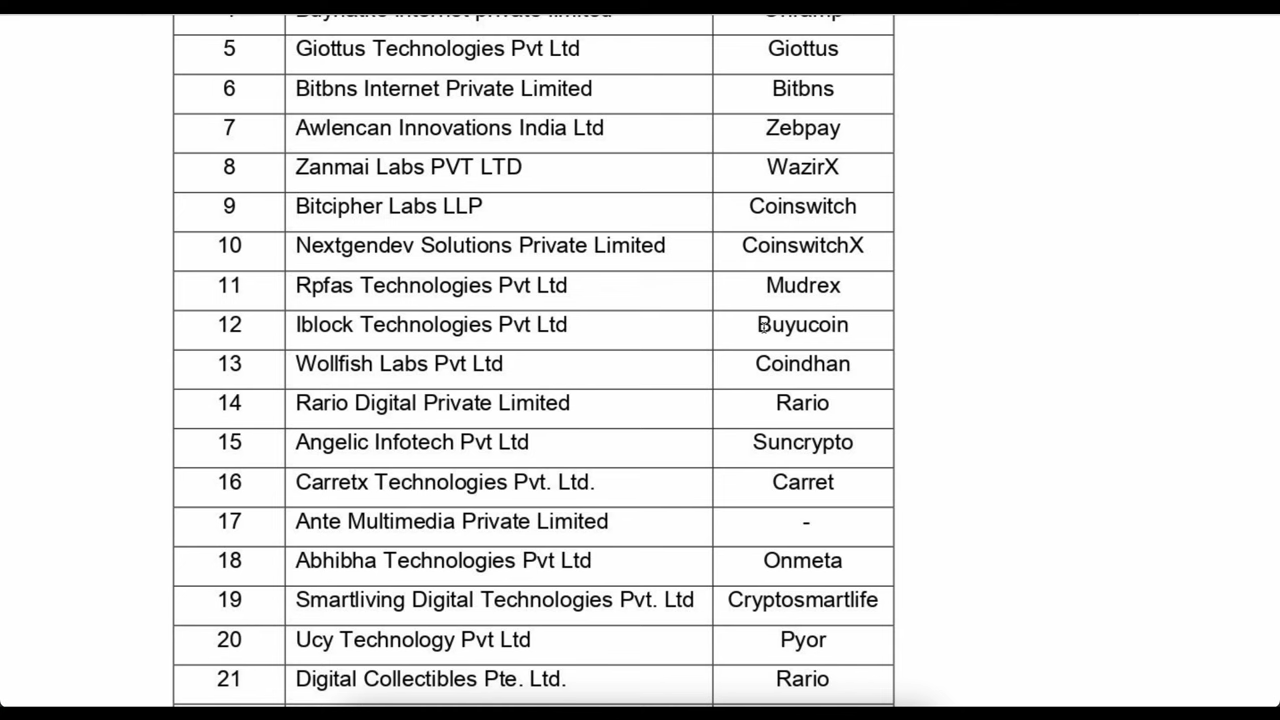 5 Giottus Technologies Pvt Ltd Giottus
6 Bitbns Internet Private Limited Bitbns
7 Awlencan Innovations India Ltd Zebpay
8 Zanmai Labs PVT LTD WazirX
9 Bitcipher Labs LLP Coinswitch
10 Nextgendev Solutions Private Limited CoinswitchX
11 Rpfas Technologies Pvt Ltd Mudrex
12 Iblock Technologies Pvt Ltd Buyucoin
13 Wollfish Labs Pvt Ltd Coindhan
14 Rario Digital Private Limited Rario
15 Angelic Infotech Pvt Ltd Suncrypto
16 Carretx Technologies Pvt. Ltd. Carret
17 Ante Multimedia Private Limited -
18 Abhibha Technologies Pvt Ltd Onmeta
19 Smartliving Digital Technologies Pvt. Ltd Cryptosmartlife
20 Ucy Technology Pvt Ltd Pyor
21 Digital Collectibles Pte. Ltd. Rario